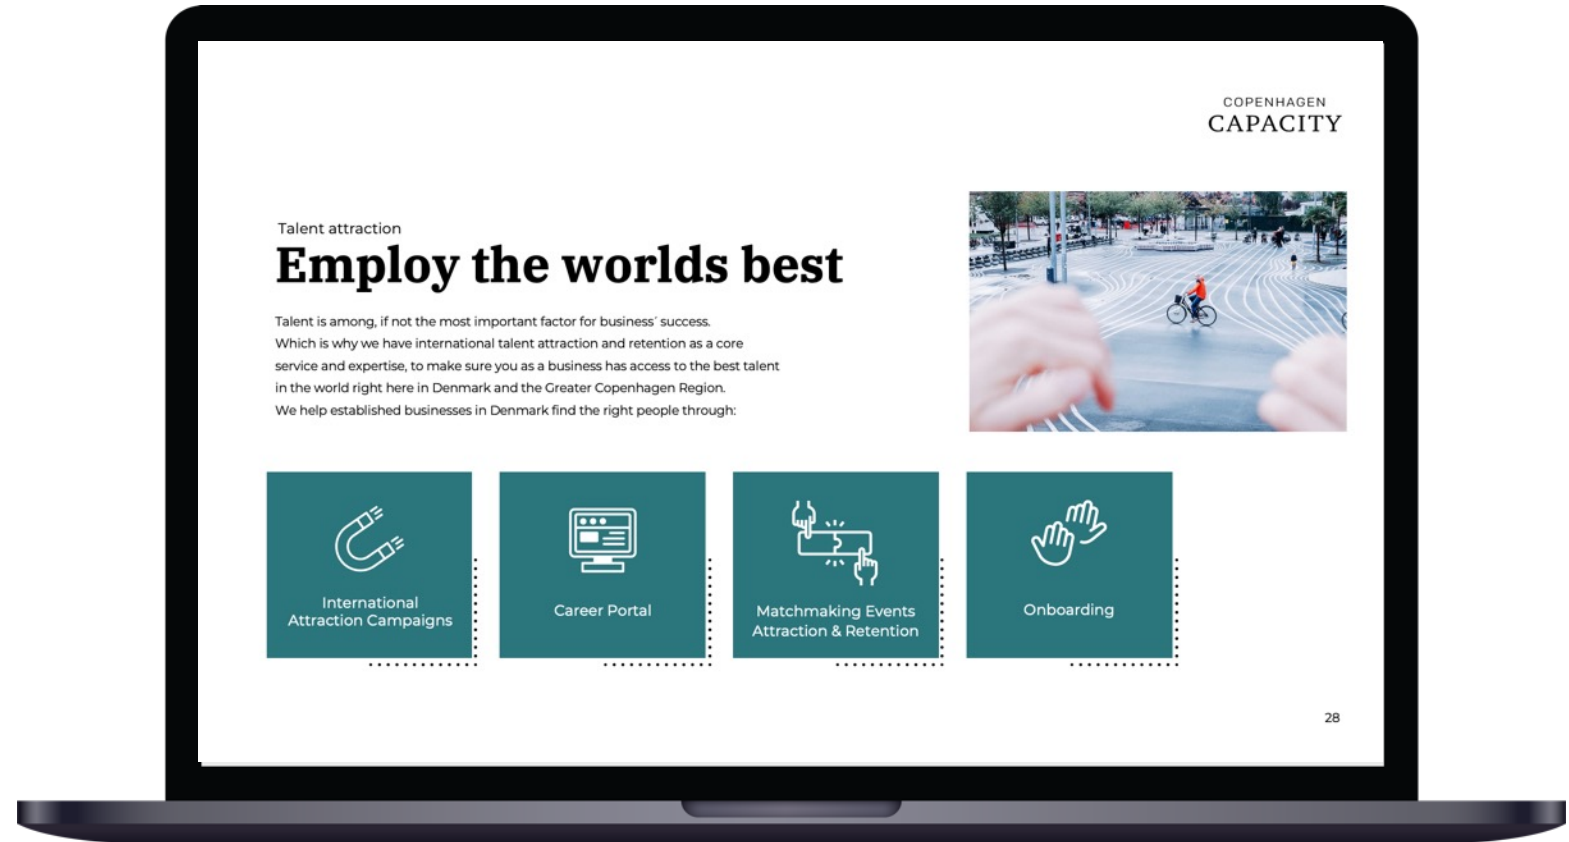 COPENHAGEN
CAPACITY
Talent attraction
Employ the worlds best
Talent is among, if not the most important factor for business´ success.
Which is why we have international talent attraction and retention as a core
service and expertise, to make sure you as a business has access to the best talent
in the world right here in Denmark and the Greater Copenhagen Region.
We help established businesses in Denmark find the right people through:
International
Attraction Campaigns
Career Portal
Matchmaking Events
Attraction & Retention
Onboarding
28